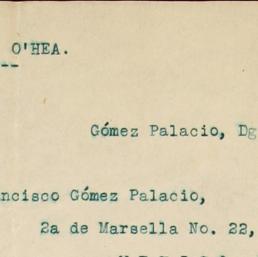 O'HEA.
Gómez Palacio, Dg
ncisco Gómez Palacio,
2a de Marsella No. 22,